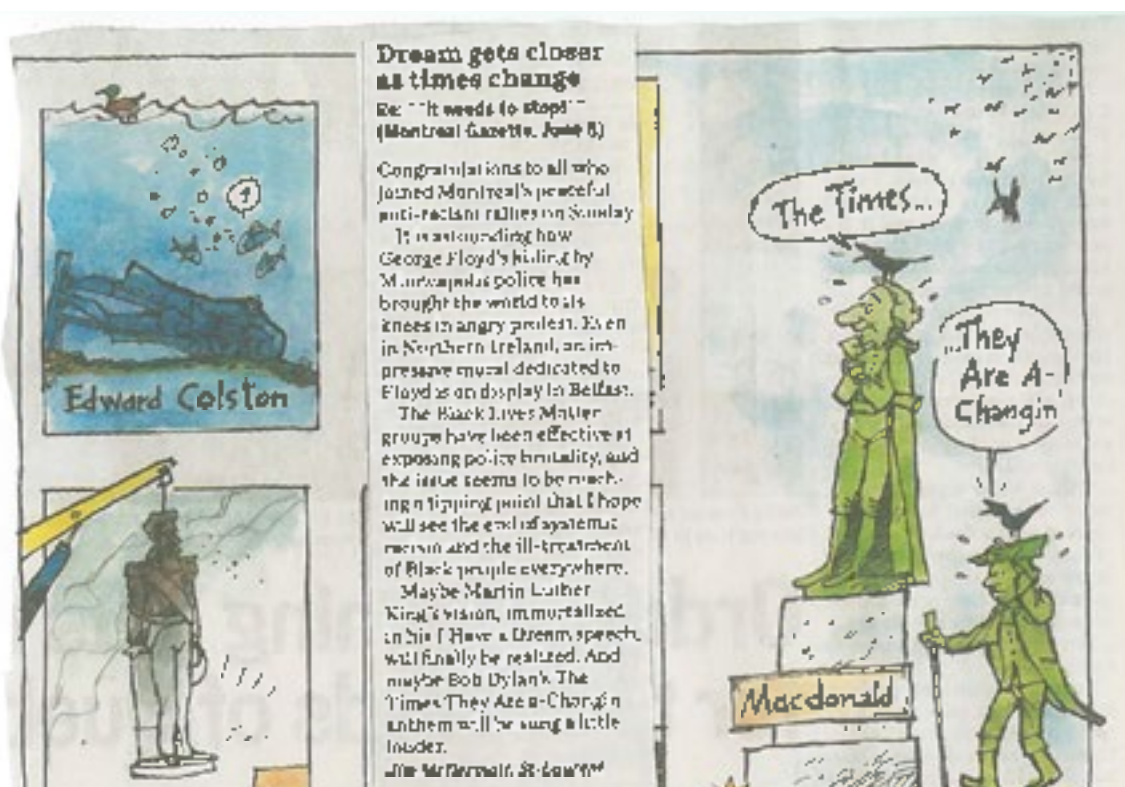 Edward Colston
Dream gets closer
as times change
Re: "It needs to stop!"
(Montreal Gazette, June 8)
Congratulations to all who
joined Montreal's peaceful
anti-racism rallies on Sunday
It is astounding how
George Floyd's killing by
Minneapolis police has
brought the world to its
knees in angry protest. Even
in Northern Ireland, an im-
pressive mural dedicated to
Floyd is on display in Belfast.
The Black Lives Matter
groups have been effective at
exposing police brutality, and
the issue seems to be reach-
ing a tipping point that I hope
will see the end of systemic
racism and the ill-treatment
of Black people everywhere.
Maybe Martin Luther
King's vision, immortalized
in his I Have a Dream speech,
will finally be realized. And
maybe Bob Dylan's The
Times They Are a-Changin
anthem will be sung a little
louder.
The Times...
...They
Are A-
Changin'
Macdonald